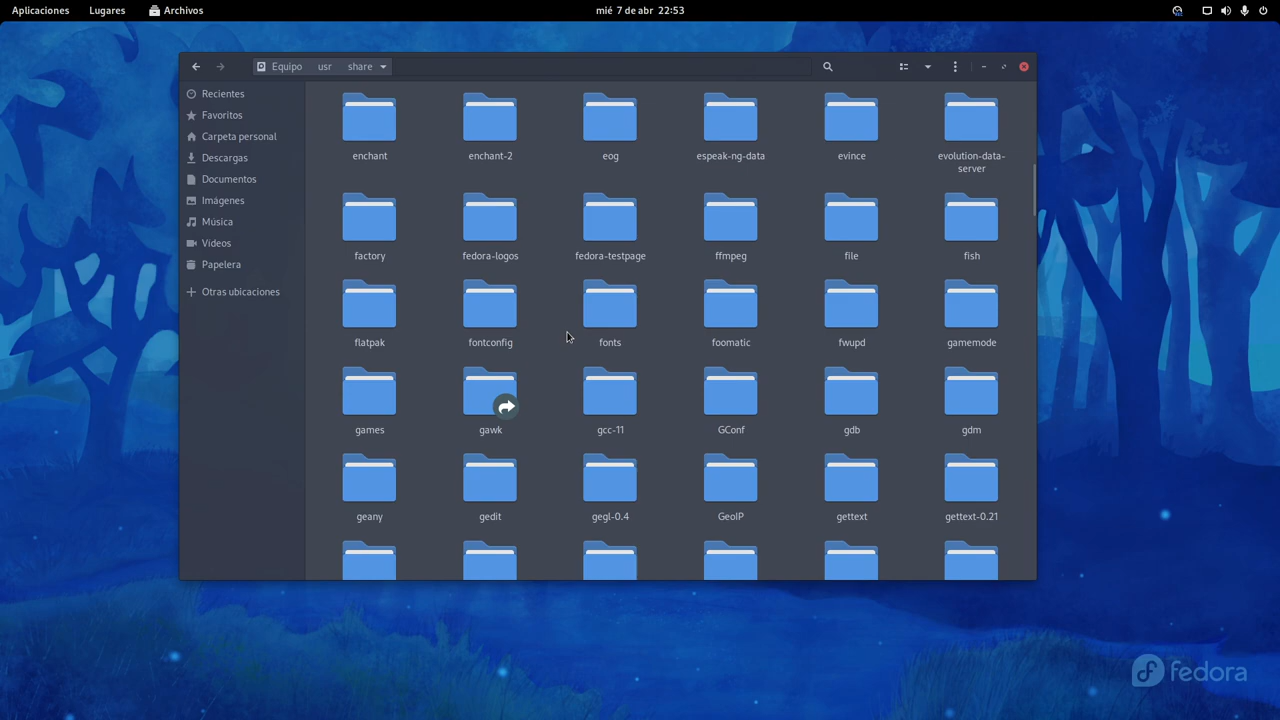 Aplicaciones Lugares Archivos mié 7 de abr 22:53
Equipo usr share
Recientes
Favoritos
Carpeta personal
Descargas
Documentos
Imágenes
Música
Vídeos
Papelera
Otras ubicaciones
enchant enchant-2 eog espeak-ng-data evince evolution-data-
server
factory fedora-logos fedora-testpage ffmpeg file fish
flatpak fontconfig fonts foomatic fwupd gamemode
games gawk gcc-11 GConf gdb gdm
geany gedit gegl-0.4 GeoIP gettext gettext-0.21
fedora